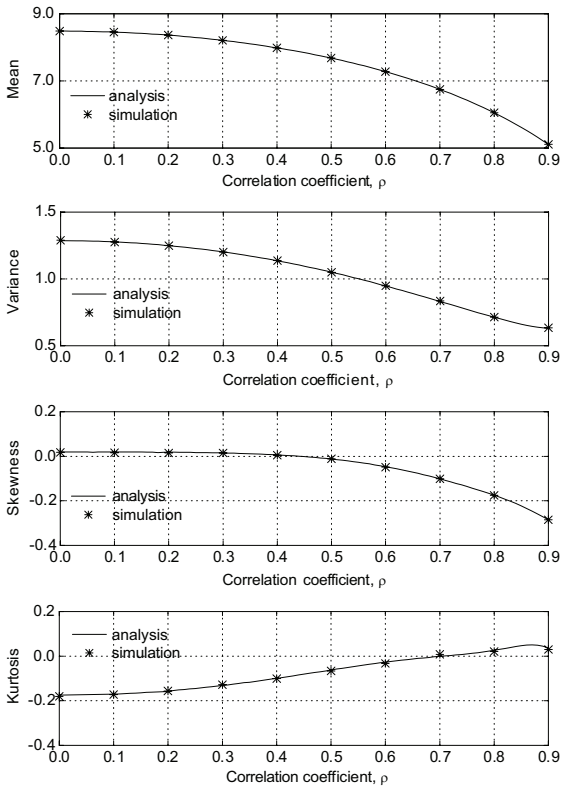 9.0
7.0
5.0
Mean
analysis
simulation
0.0 0.1 0.2 0.3 0.4 0.5 0.6 0.7 0.8 0.9
Correlation coefficient, ρ
1.5
1.0
0.5
Variance
analysis
simulation
0.0 0.1 0.2 0.3 0.4 0.5 0.6 0.7 0.8 0.9
Correlation coefficient, ρ
0.2
0.0
-0.2
-0.4
Skewness
analysis
simulation
0.0 0.1 0.2 0.3 0.4 0.5 0.6 0.7 0.8 0.9
Correlation coefficient, ρ
0.2
0.0
-0.2
-0.4
Kurtosis
analysis
simulation
0.0 0.1 0.2 0.3 0.4 0.5 0.6 0.7 0.8 0.9
Correlation coefficient, ρ